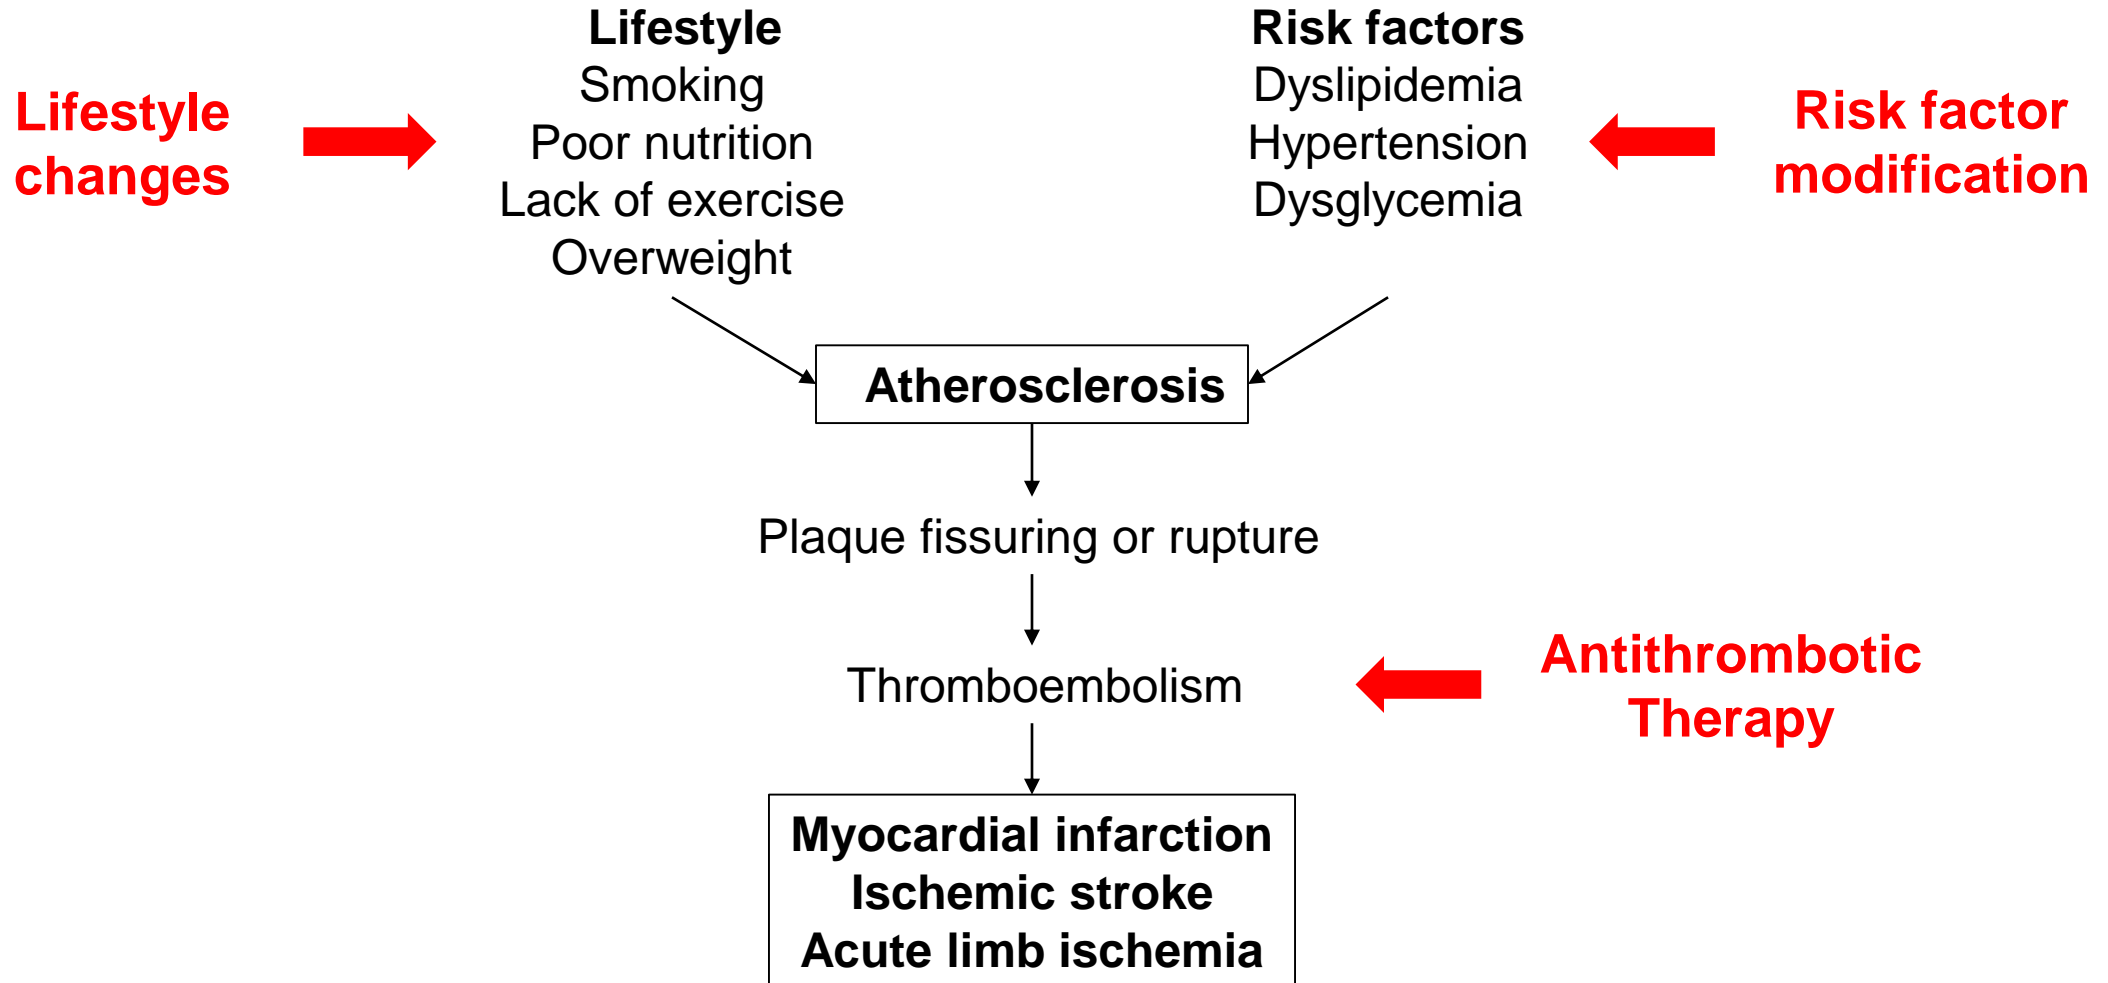 Lifestyle
changes
Lifestyle
Smoking
Poor nutrition
Lack of exercise
Overweight
Risk factors
Dyslipidemia
Hypertension
Dysglycemia
Risk factor
modification
Atherosclerosis
Plaque fissuring or rupture
Thromboembolism
Antithrombotic
Therapy
Myocardial infarction
Ischemic stroke
Acute limb ischemia